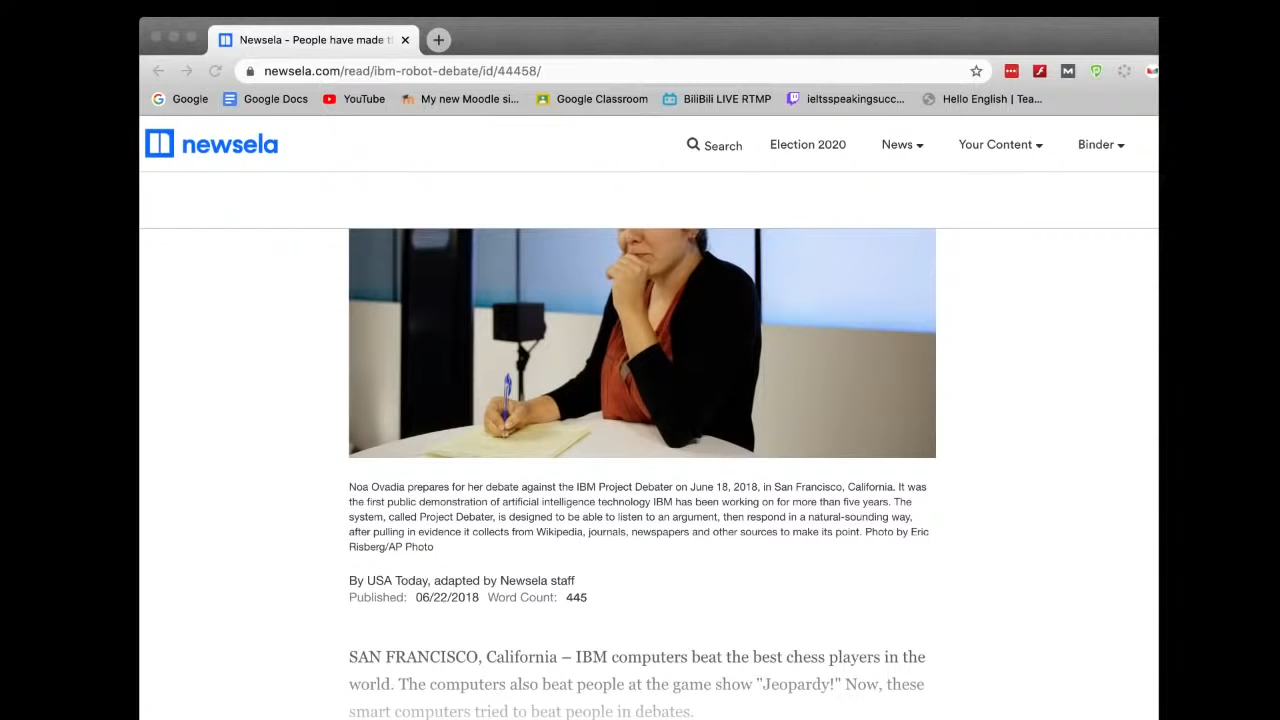 Newsela - People have made t
newsela.com/read/ibm-robot-debate/id/44458/
Google Google Docs YouTube My new Moodle si... Google Classroom BiliBili LIVE RTMP ieltsspeakingsucc... Hello English | Tea...
newsela Search Election 2020 News Your Content Binder
Noa Ovadia prepares for her debate against the IBM Project Debater on June 18, 2018, in San Francisco, California. It was
the first public demonstration of artificial intelligence technology IBM has been working on for more than five years. The
system, called Project Debater, is designed to be able to listen to an argument, then respond in a natural-sounding way,
after pulling in evidence it collects from Wikipedia, journals, newspapers and other sources to make its point. Photo by Eric
Risberg/AP Photo
By USA Today, adapted by Newsela staff
Published: 06/22/2018 Word Count: 445
SAN FRANCISCO, California – IBM computers beat the best chess players in the
world. The computers also beat people at the game show "Jeopardy!" Now, these
smart computers tried to beat people in debates.